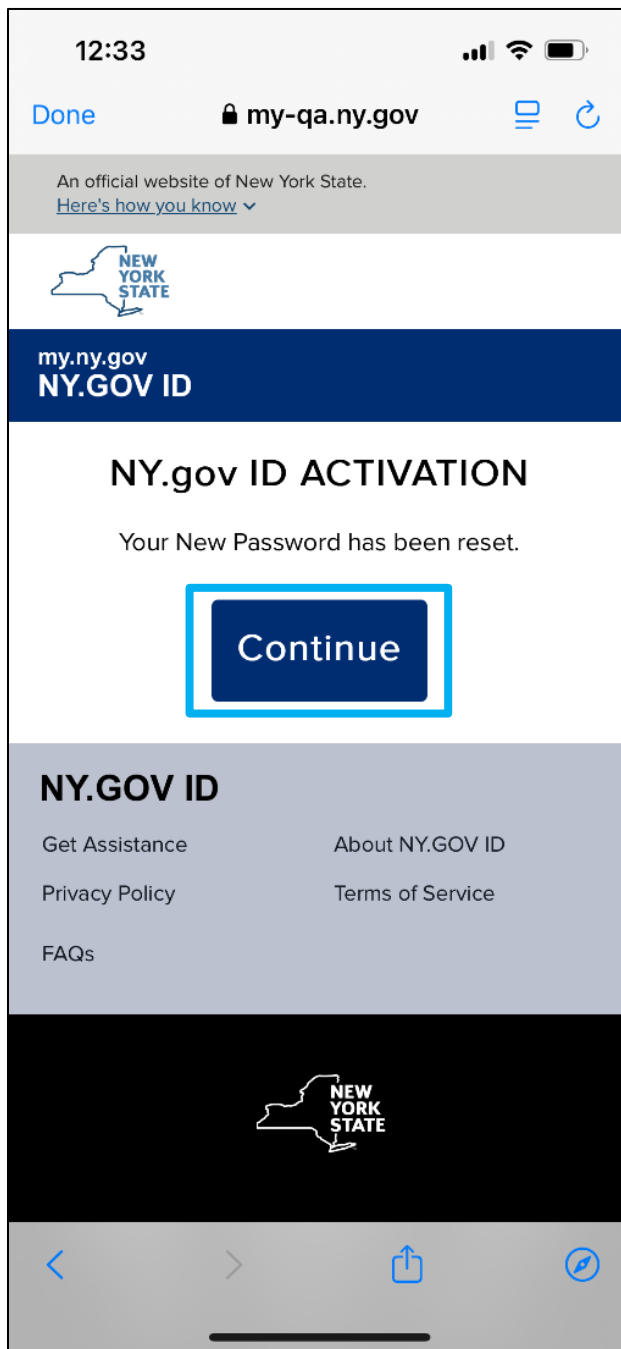 12:33
Done
my-qa.ny.gov
An official website of New York State.
Here's how you know
NEW
YORK
STATE
my.ny.gov
NY.GOV ID
NY.gov ID ACTIVATION
Your New Password has been reset.
Continue
NY.GOV ID
Get Assistance
About NY.GOV ID
Privacy Policy
Terms of Service
FAQs
NEW
YORK
STATE